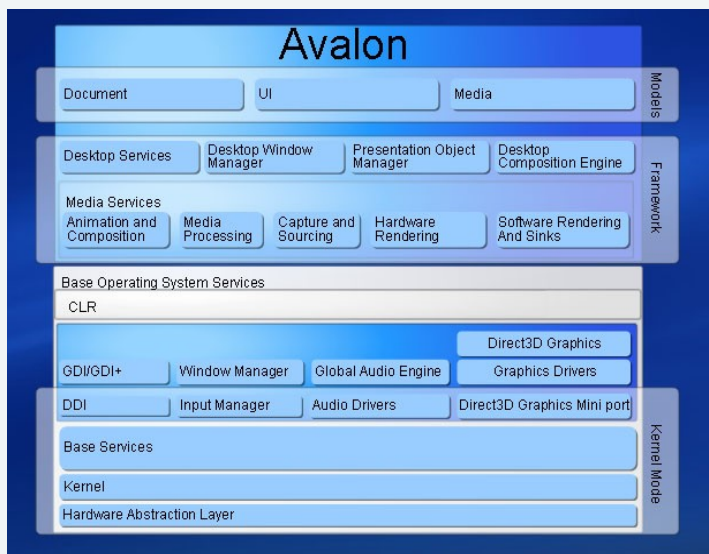 Avalon
Document
UI
Media
Models
Desktop Services
Desktop Window
Manager
Presentation Object
Manager
Desktop
Composition Engine
Framework
Media Services
Animation and
Composition
Media
Processing
Capture and
Sourcing
Hardware
Rendering
Software Rendering
And Sinks
Base Operating System Services
CLR
Direct3D Graphics
GDI/GDI+
Window Manager
Global Audio Engine
Graphics Drivers
DDI
Input Manager
Audio Drivers
Direct3D Graphics Mini port
Kernel Mode
Base Services
Kernel
Hardware Abstraction Layer